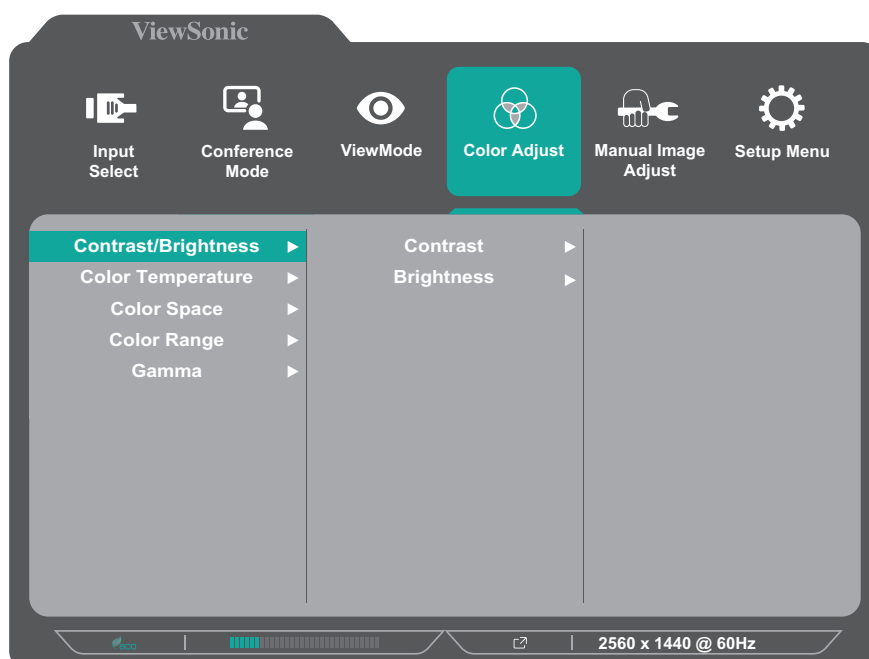 ViewSonic
Input
Select
Conference
Mode
ViewMode
Color Adjust
Manual Image
Adjust
Setup Menu
Contrast/Brightness
Color Temperature
Color Space
Color Range
Gamma
Contrast
Brightness
eco
2560 x 1440 @ 60Hz